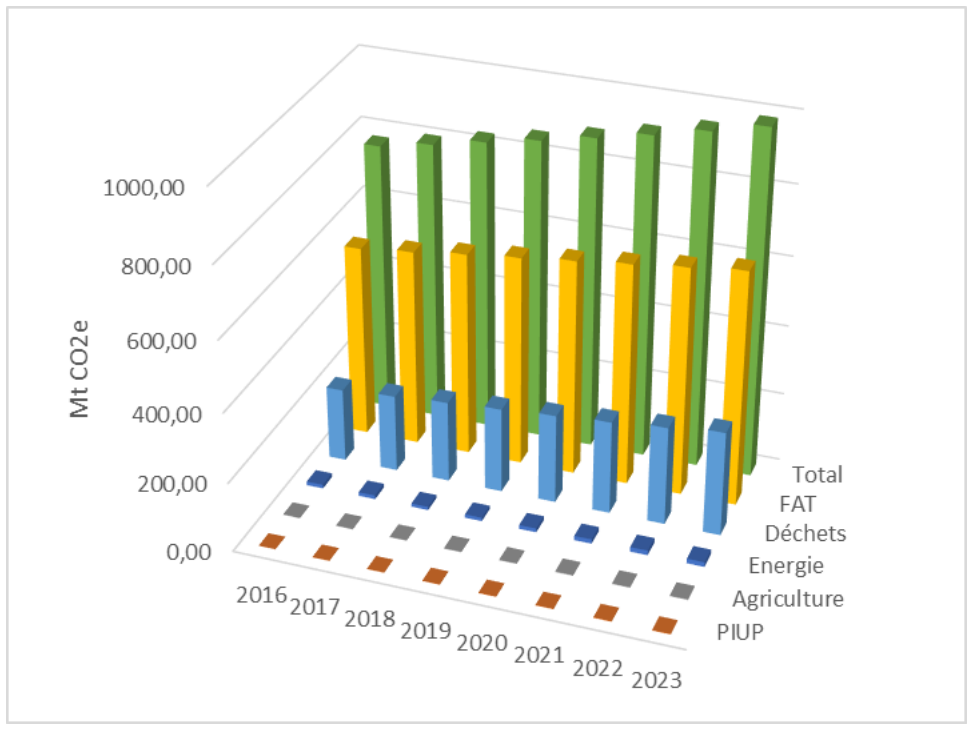 1000,00
800,00
600,00
400,00
200,00
0,00
Mt CO2e
2016
2017
2018
2019
2020
2021
2022
2023
Total
FAT
Déchets
Energie
Agriculture
PIUP